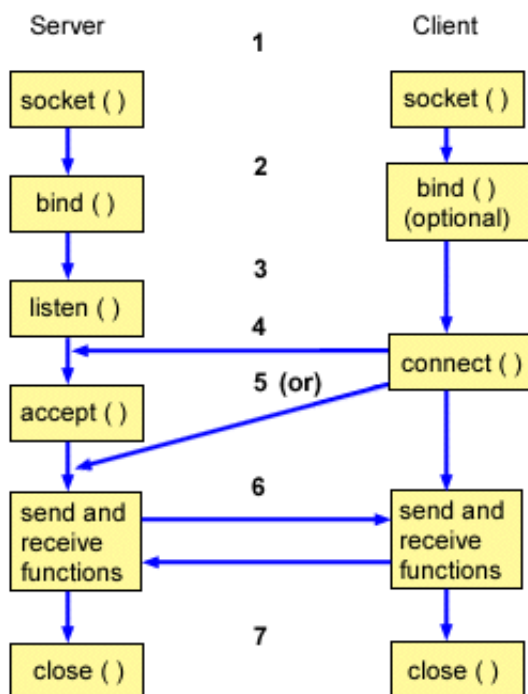 Server
1
Client
socket ( )
socket ( )
2
bind ( )
bind ( )
(optional)
3
listen ( )
4
connect ( )
5 (or)
accept ( )
6
send and
receive
functions
send and
receive
functions
7
close ( )
close ( )